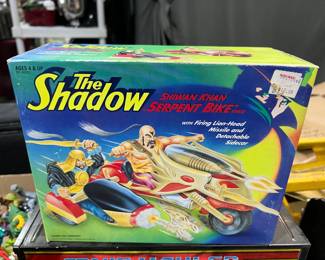 AGES 4 & UP
The
Shadow
SHIWAN KHAN
SERPENT BIKE
WITH FIRING LION-HEAD
MISSILE AND
DETACHABLE
SIDECAR